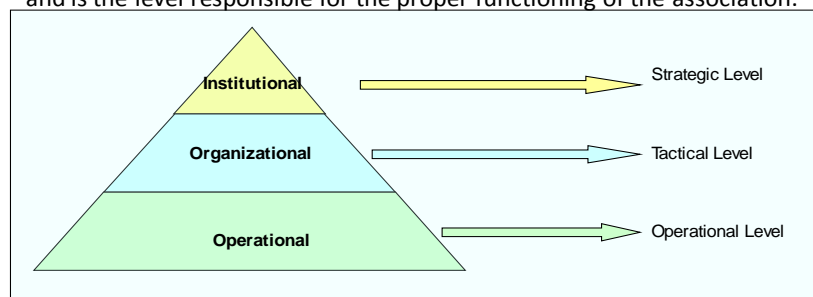 and is the level responsible for the proper functioning of the association.
Institutional
Strategic Level
Organizational
Tactical Level
Operational
Operational Level